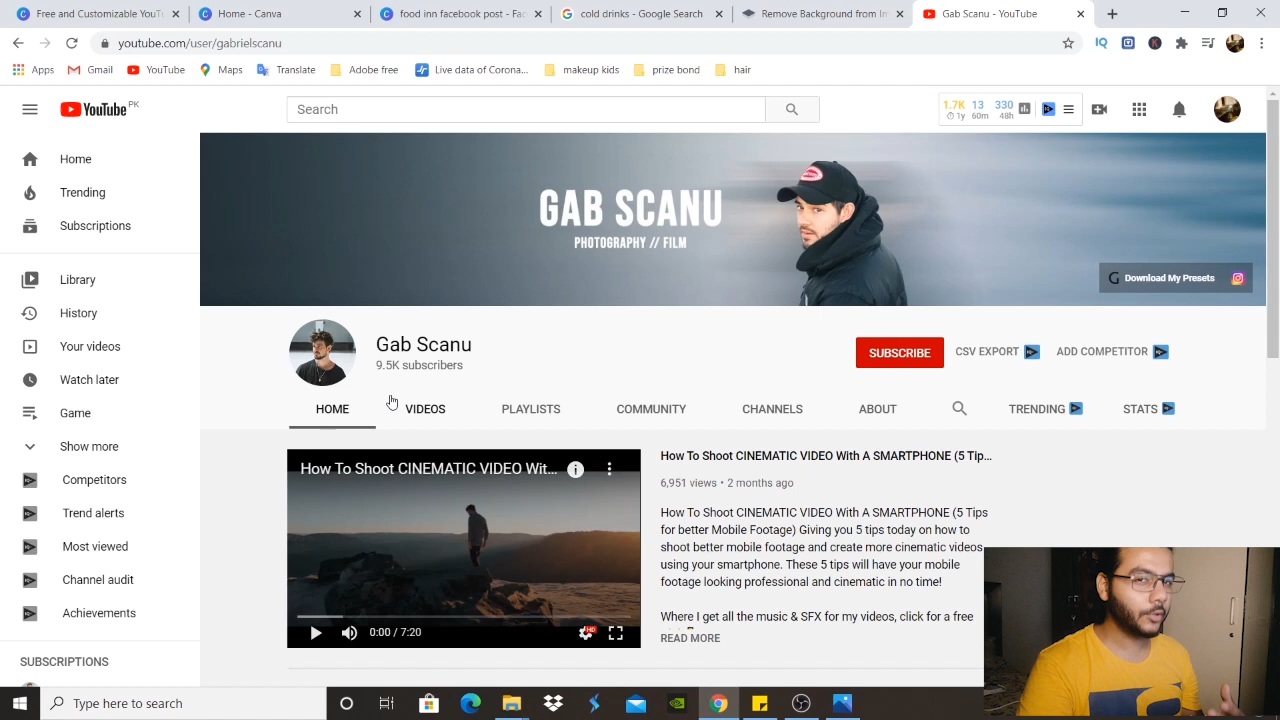 Free customizable YouTu
Home - Canva
food inn facebook post - Fac
cold drinks - Google Search
Remove Background from Im
Gab Scanu - YouTube
youtube.com/user/gabrielscanu
Apps
Gmail
YouTube
Maps
Translate
Adobe free
Live data of Corona...
makeup kids
prize bond
hair
YouTube PK
Search
1.7K 13 330
1y 60m 48h
Home
Trending
Subscriptions
Library
History
Your videos
Watch later
Game
Show more
Competitors
Trend alerts
Most viewed
Channel audit
Achievements
SUBSCRIPTIONS
GAB SCANU
PHOTOGRAPHY // FILM
Download My Presets
Gab Scanu
9.5K subscribers
SUBSCRIBE
CSV EXPORT
ADD COMPETITOR
HOME
VIDEOS
PLAYLISTS
COMMUNITY
CHANNELS
ABOUT
TRENDING
STATS
How To Shoot CINEMATIC VIDEO Wit...
0:00 / 7:20
HD
How To Shoot CINEMATIC VIDEO With A SMARTPHONE (5 Tip...
6,951 views • 2 months ago
How To Shoot CINEMATIC VIDEO With A SMARTPHONE (5 Tips
for better Mobile Footage) Giving you 5 tips today on how to
shoot better mobile footage and create more cinematic videos
using your smartphone. These 5 tips will have your mobile
footage looking professional and cinematic in no time!
Where I get all the music & SFX for my videos, click for a free
READ MORE
Type here to search